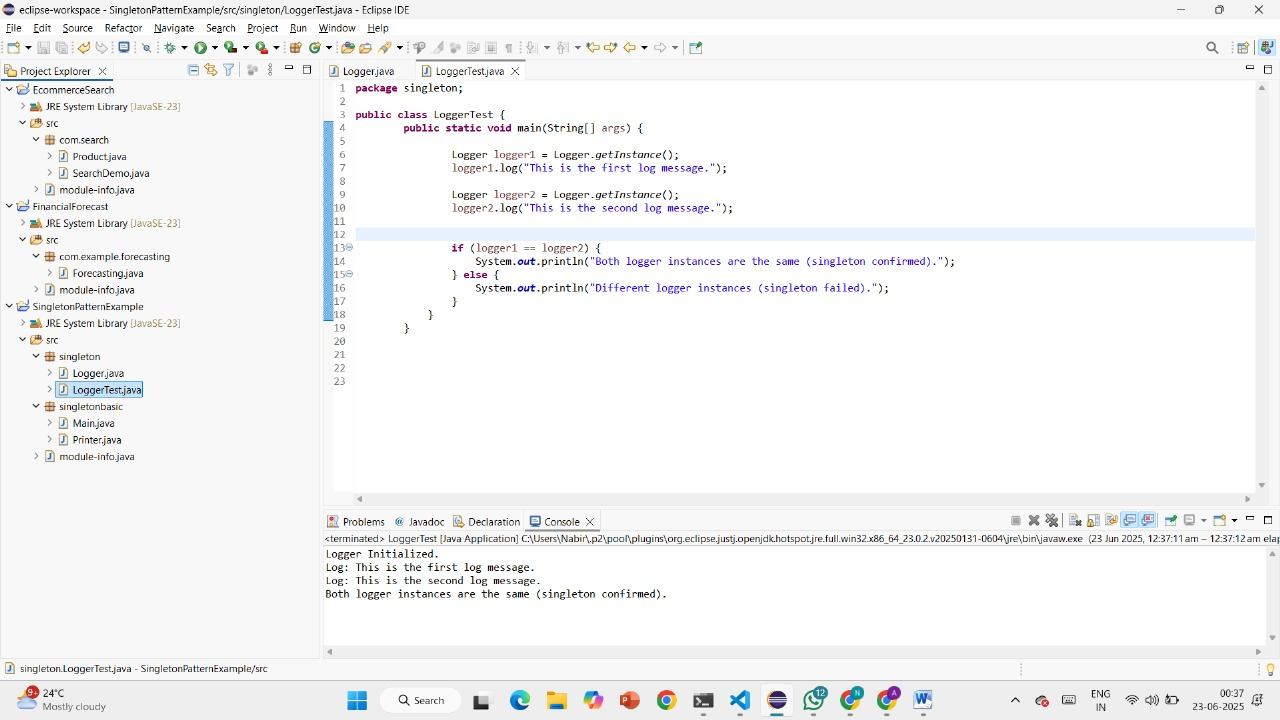 eclipse-workspace - SingletonPatternExample/src/singleton/LoggerTest.java - Eclipse IDE
File Edit Source Refactor Navigate Search Project Run Window Help
Project Explorer
EcommerceSearch
JRE System Library [JavaSE-23]
src
com.search
Product.java
SearchDemo.java
module-info.java
FinancialForecast
JRE System Library [JavaSE-23]
src
com.example.forecasting
Forecasting.java
module-info.java
SingletonPatternExample
JRE System Library [JavaSE-23]
src
singleton
Logger.java
LoggerTest.java
singletonbasic
Main.java
Printer.java
module-info.java
Logger.java LoggerTest.java
1 package singleton;
2
3 public class LoggerTest {
4 public static void main(String[] args) {
5
6 Logger logger1 = Logger.getInstance();
7 logger1.log("This is the first log message.");
8
9 Logger logger2 = Logger.getInstance();
10 logger2.log("This is the second log message.");
11
12
13 if (logger1 == logger2) {
14 System.out.println("Both logger instances are the same (singleton confirmed).");
15 } else {
16 System.out.println("Different logger instances (singleton failed).");
17 }
18 }
19 }
20
21
22
23
Problems Javadoc Declaration Console
<terminated> LoggerTest [Java Application] C:\Users\Nabir\.p2\pool\plugins\org.eclipse.justj.openjdk.hotspot.jre.full.win32.x86_64_23.0.2.v20250131-0604\jre\bin\javaw.exe (23 Jun 2025, 12:37:11 am – 12:37:12 am elap
Logger Initialized.
Log: This is the first log message.
Log: This is the second log message.
Both logger instances are the same (singleton confirmed).
singleton.LoggerTest.java - SingletonPatternExample/src
9+
24°C
Mostly cloudy
Search
12
N
A
ENG
IN
00:37
23-06-2025